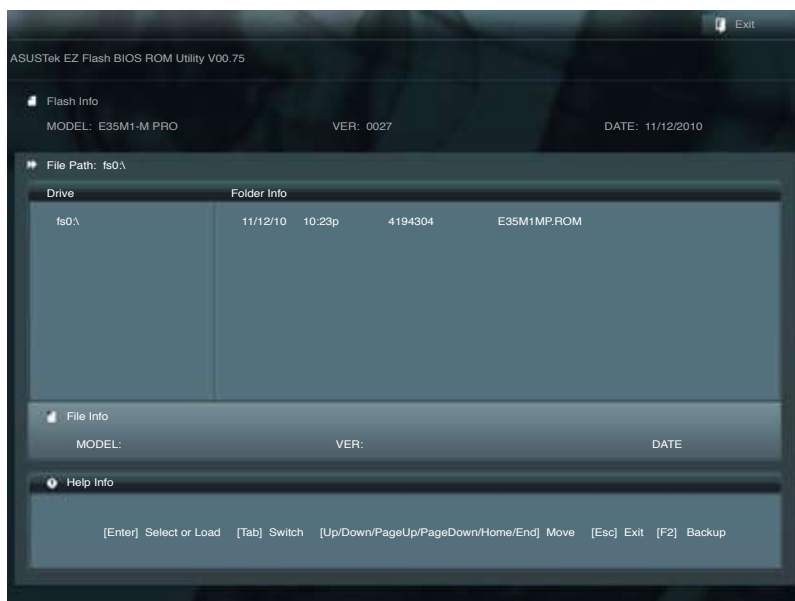 Exit
ASUSTek EZ Flash BIOS ROM Utility V00.75
Flash Info
MODEL: E35M1-M PRO VER: 0027 DATE: 11/12/2010
File Path: fs0:\
Drive Folder Info
fs0:\ 11/12/10 10:23p 4194304 E35M1MP.ROM
File Info
MODEL: VER: DATE
Help Info
[Enter] Select or Load [Tab] Switch [Up/Down/PageUp/PageDown/Home/End] Move [Esc] Exit [F2] Backup